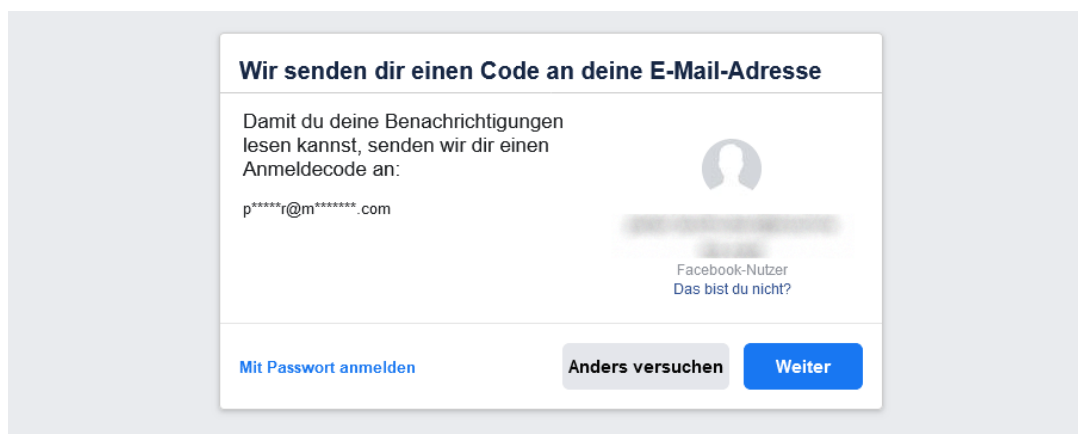 Wir senden dir einen Code an deine E-Mail-Adresse
Damit du deine Benachrichtigungen
lesen kannst, senden wir dir einen
Anmeldecode an:
p*****r@m*******.com
Facebook-Nutzer
Das bist du nicht?
Mit Passwort anmelden
Anders versuchen
Weiter